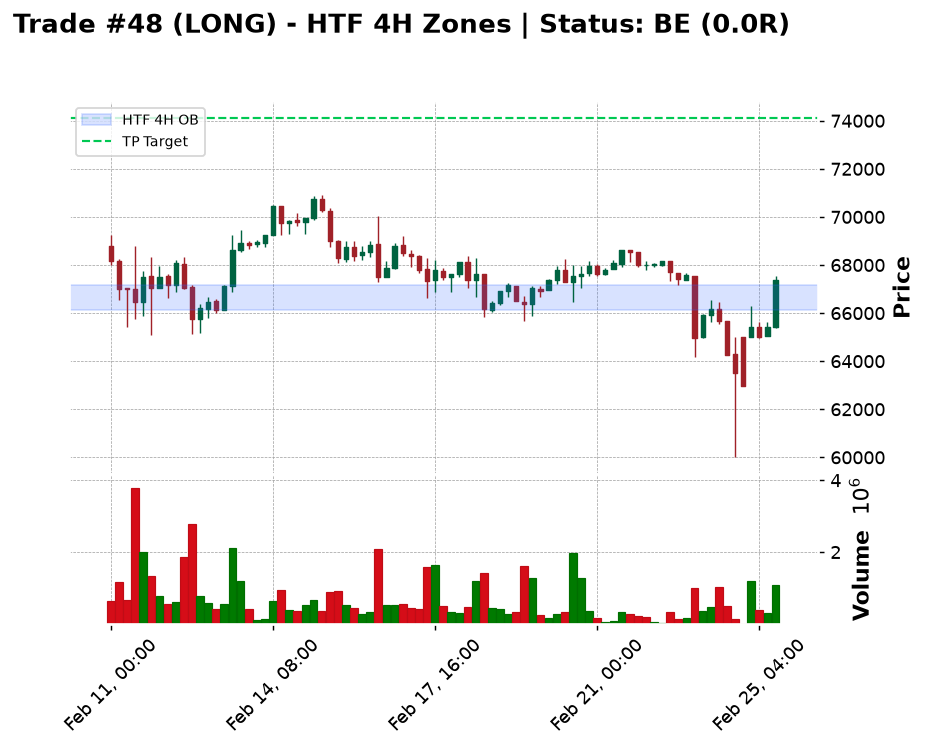 Trade #48 (LONG) - HTF 4H Zones | Status: BE (0.0R)
HTF 4H OB
TP Target
74000
72000
70000
68000
66000
64000
62000
60000
Price
4
2
Volume 10⁶
Feb 11, 00:00
Feb 14, 08:00
Feb 17, 16:00
Feb 21, 00:00
Feb 25, 04:00